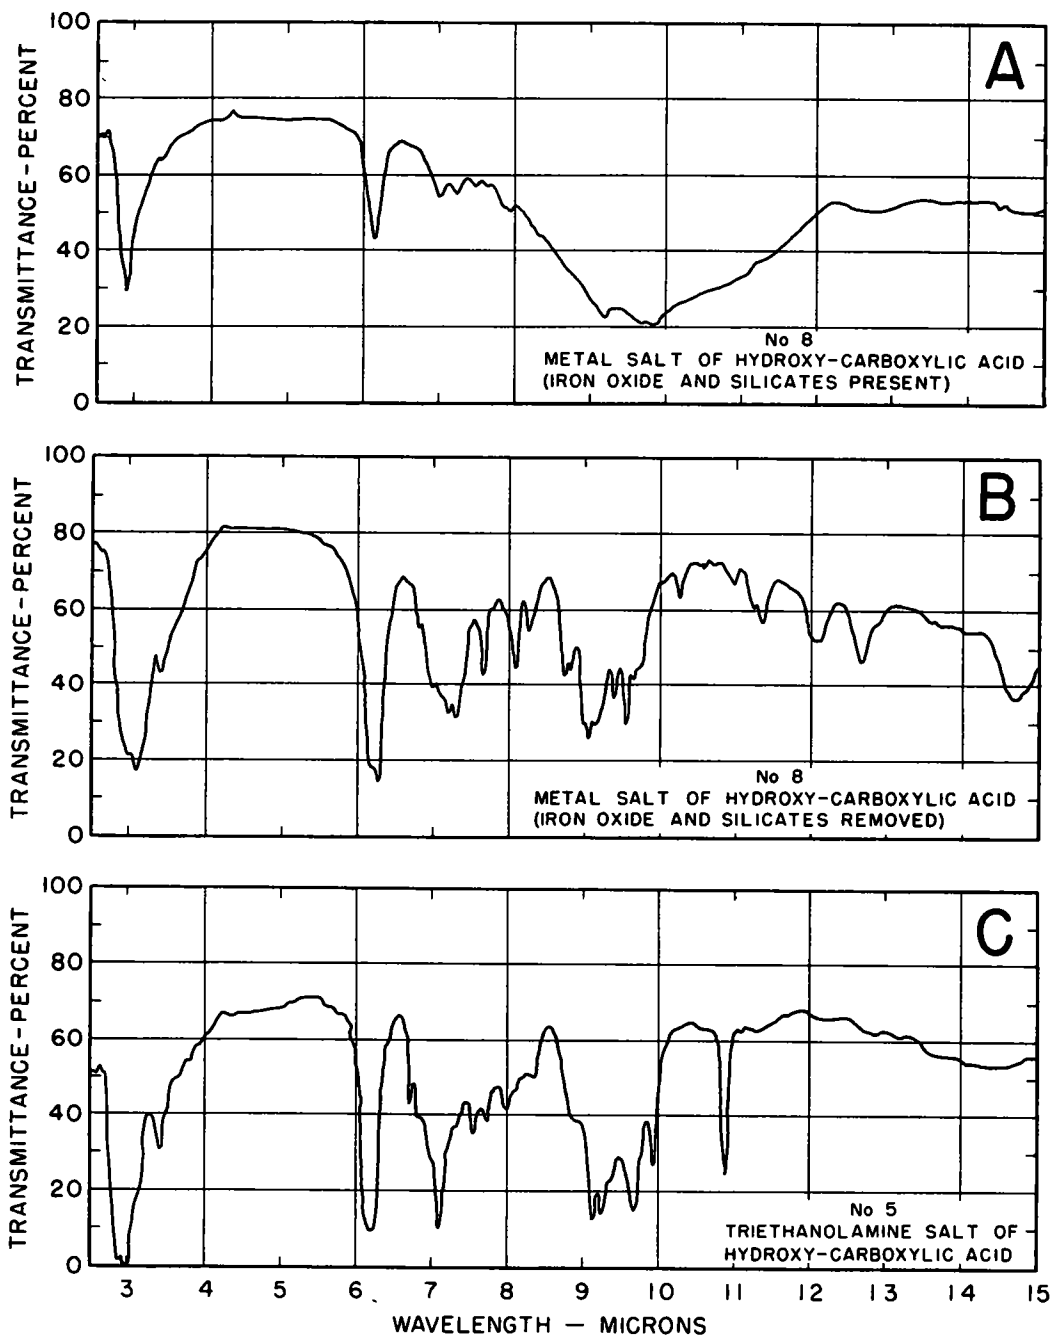 100
80
60
40
20
0
TRANSMITTANCE-PERCENT
A
No 8
METAL SALT OF HYDROXY-CARBOXYLIC ACID
(IRON OXIDE AND SILICATES PRESENT)
100
80
60
40
20
0
TRANSMITTANCE-PERCENT
B
No 8
METAL SALT OF HYDROXY-CARBOXYLIC ACID
(IRON OXIDE AND SILICATES REMOVED)
100
80
60
40
20
0
TRANSMITTANCE-PERCENT
C
No 5
TRIETHANOLAMINE SALT OF
HYDROXY-CARBOXYLIC ACID
3 4 5 6 7 8 9 10 11 12 13 14 15
WAVELENGTH — MICRONS